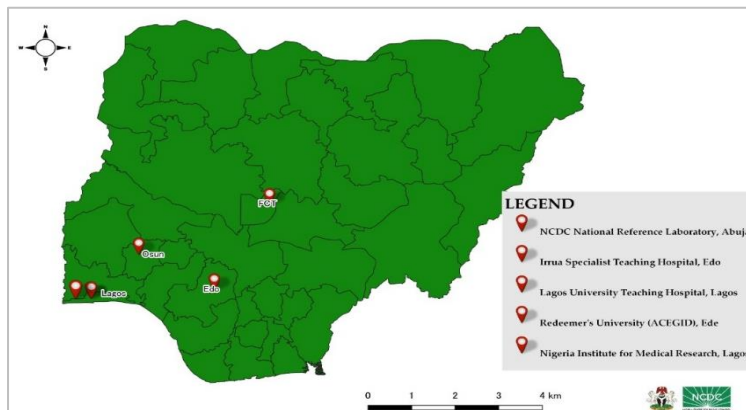 N
W E
S
FCT
Osun
Edo
Lagos
LEGEND
NCDC National Reference Laboratory, Abuja
Irrua Specialist Teaching Hospital, Edo
Lagos University Teaching Hospital, Lagos
Redeemer's University (ACEGID), Ede
Nigeria Institute for Medical Research, Lago
0 1 2 3 4 km
NCDC